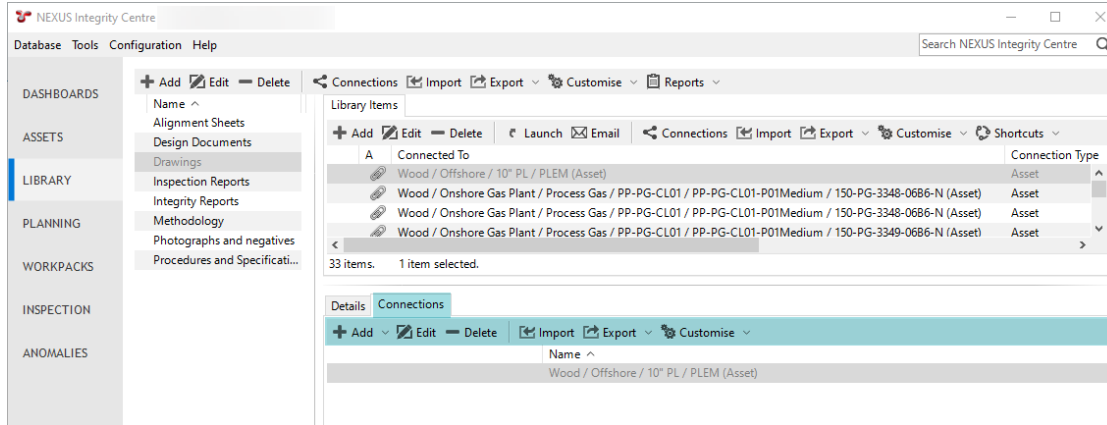 NEXUS Integrity Centre
Database Tools Configuration Help
Search NEXUS Integrity Centre
DASHBOARDS
ASSETS
LIBRARY
PLANNING
WORKPACKS
INSPECTION
ANOMALIES
Add Edit Delete Connections Import Export Customise Reports
Name
Alignment Sheets
Design Documents
Drawings
Inspection Reports
Integrity Reports
Methodology
Photographs and negatives
Procedures and Specificati...
Library Items
Add Edit Delete Launch Email Connections Import Export Customise Shortcuts
A Connected To Connection Type
Wood / Offshore / 10" PL / PLEM (Asset) Asset
Wood / Onshore Gas Plant / Process Gas / PP-PG-CL01 / PP-PG-CL01-P01Medium / 150-PG-3348-06B6-N (Asset) Asset
Wood / Onshore Gas Plant / Process Gas / PP-PG-CL01 / PP-PG-CL01-P01Medium / 150-PG-3348-06B6-N (Asset) Asset
Wood / Onshore Gas Plant / Process Gas / PP-PG-CL01 / PP-PG-CL01-P01Medium / 150-PG-3349-06B6-N (Asset) Asset
33 items. 1 item selected.
Details Connections
Add Edit Delete Import Export Customise
Name
Wood / Offshore / 10" PL / PLEM (Asset)